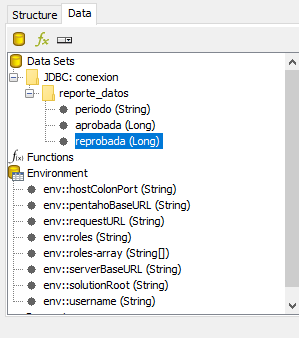 Structure Data
Data Sets
JDBC: conexion
reporte_datos
periodo (String)
aprobada (Long)
reprobada (Long)
Functions
Environment
env::hostColonPort (String)
env::pentahoBaseURL (String)
env::requestURL (String)
env::roles (String)
env::roles-array (String[])
env::serverBaseURL (String)
env::solutionRoot (String)
env::username (String)